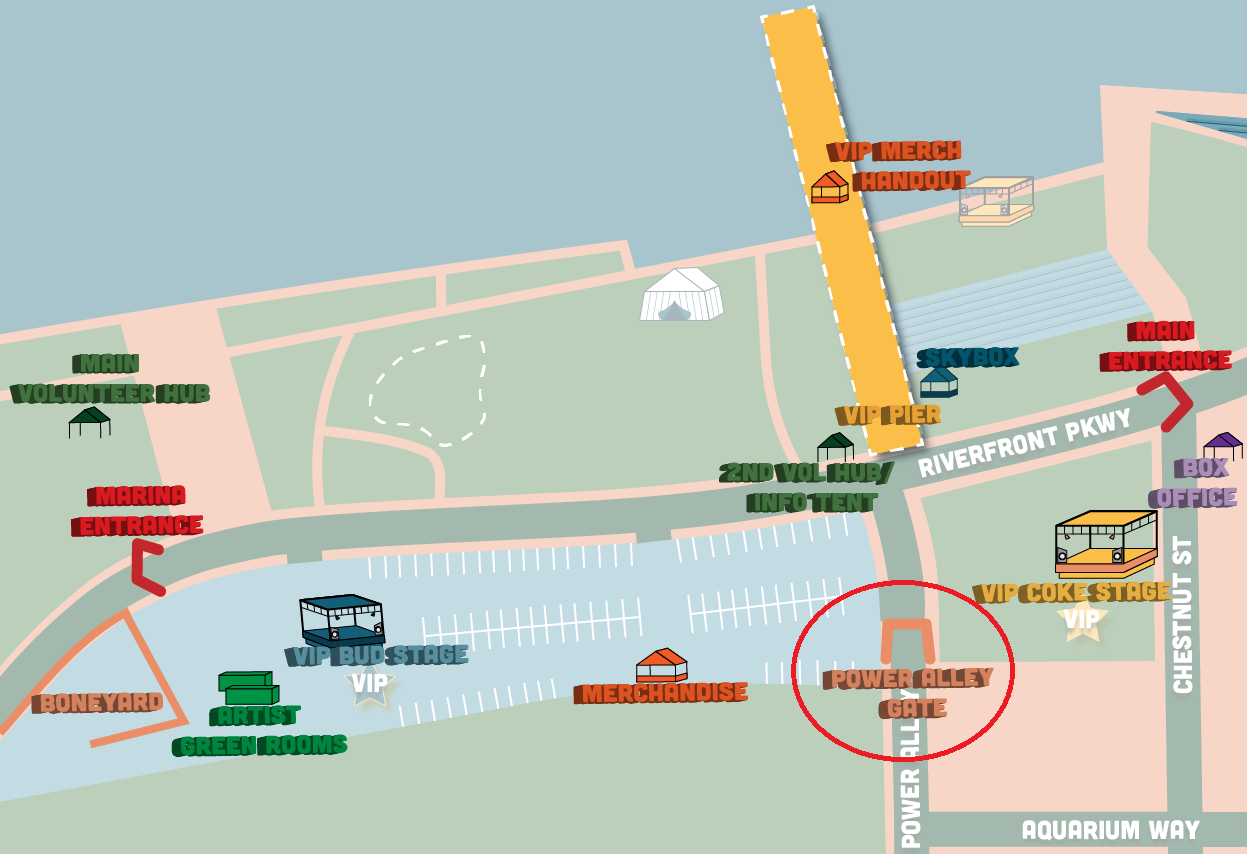 VIP MERCH
HANDOUT
MAIN
ENTRANCE
SKYBOX
MAIN
VOLUNTEER HUB
VIP PIER
RIVERFRONT PKWY
2ND VOL HUB/
INFO TENT
BOX
OFFICE
MARINA
ENTRANCE
VIP COKE STAGE
VIP
CHESTNUT ST
VIP BUD STAGE
VIP
BONEYARD
ARTIST
GREEN ROOMS
MERCHANDISE
POWER ALLEY
GATE
POWER ALL
AQUARIUM WAY